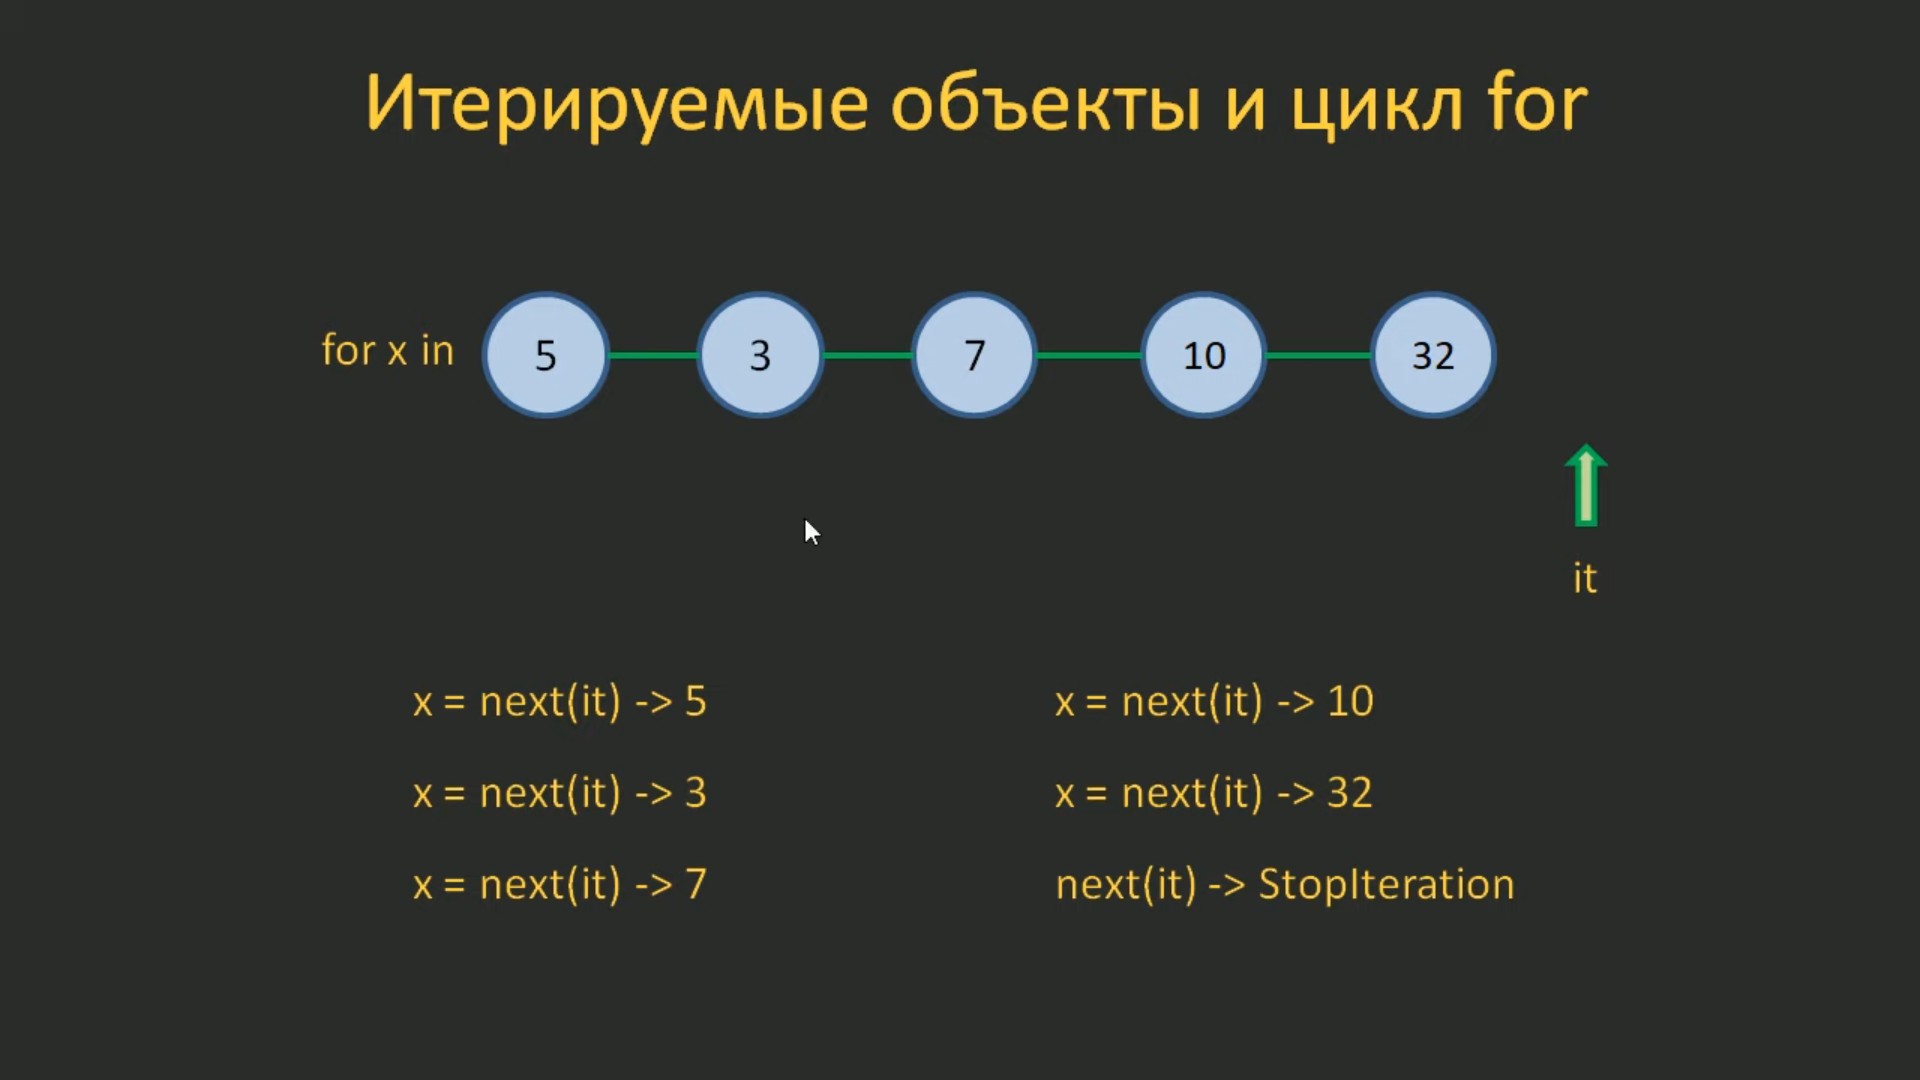 Итерируемые объекты и цикл for
for x in 5 3 7 10 32
it
x = next(it) -> 5
x = next(it) -> 3
x = next(it) -> 7
x = next(it) -> 10
x = next(it) -> 32
next(it) -> StopIteration